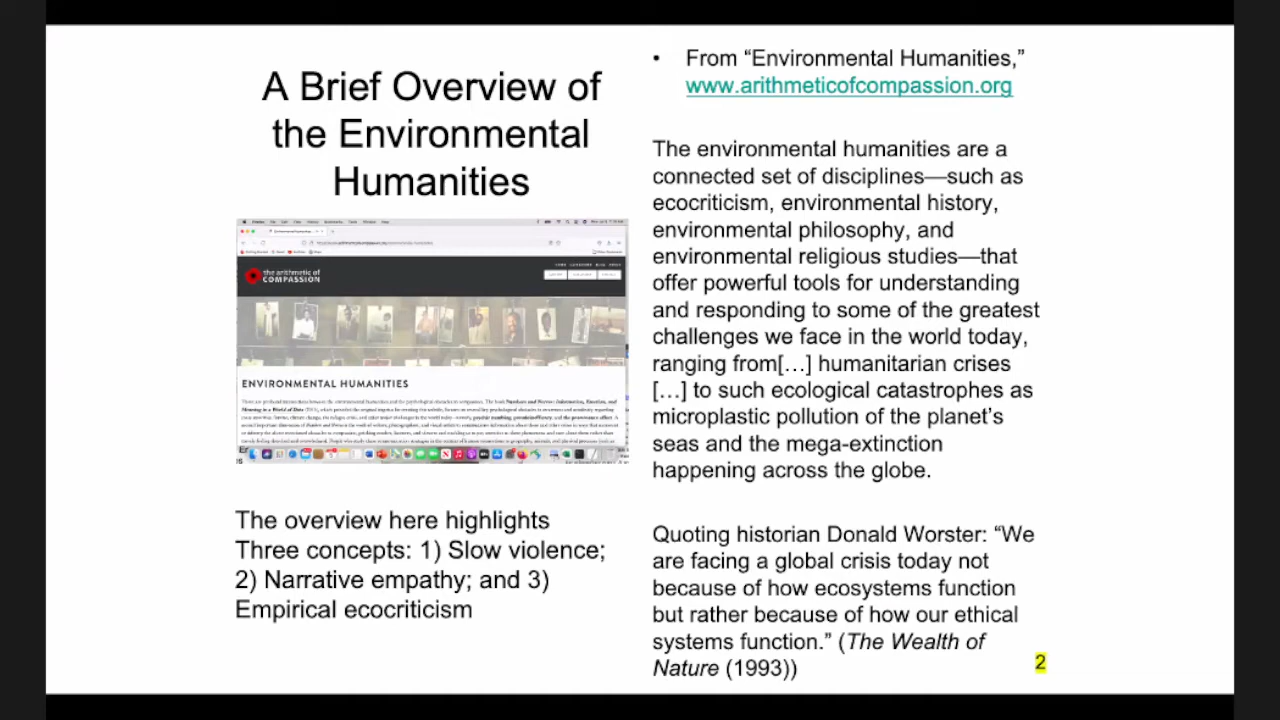 A Brief Overview of
the Environmental
Humanities
the arithmetic of
COMPASSION
ENVIRONMENTAL HUMANITIES
The overview here highlights
Three concepts: 1) Slow violence;
2) Narrative empathy; and 3)
Empirical ecocriticism
• From “Environmental Humanities,”
www.arithmeticofcompassion.org
The environmental humanities are a
connected set of disciplines—such as
ecocriticism, environmental history,
environmental philosophy, and
environmental religious studies—that
offer powerful tools for understanding
and responding to some of the greatest
challenges we face in the world today,
ranging from[…] humanitarian crises
[…] to such ecological catastrophes as
microplastic pollution of the planet’s
seas and the mega-extinction
happening across the globe.
Quoting historian Donald Worster: “We
are facing a global crisis today not
because of how ecosystems function
but rather because of how our ethical
systems function.” (The Wealth of
Nature (1993))
2